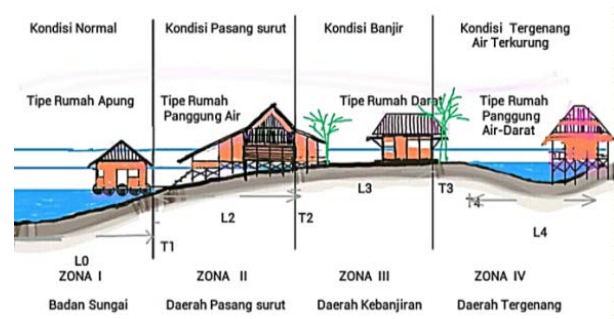 Kondisi Normal
Kondisi Pasang surut
Kondisi Banjir
Kondisi Tergenang
Air Terkurung
Tipe Rumah Apung
Tipe Rumah
Panggung Air
Tipe Rumah Darat
Tipe Rumah
Panggung
Air-Darat
L0
T1
L2
T2
L3
T3
T4
L4
ZONA I
ZONA II
ZONA III
ZONA IV
Badan Sungai
Daerah Pasang surut
Daerah Kebanjiran
Daerah Tergenang